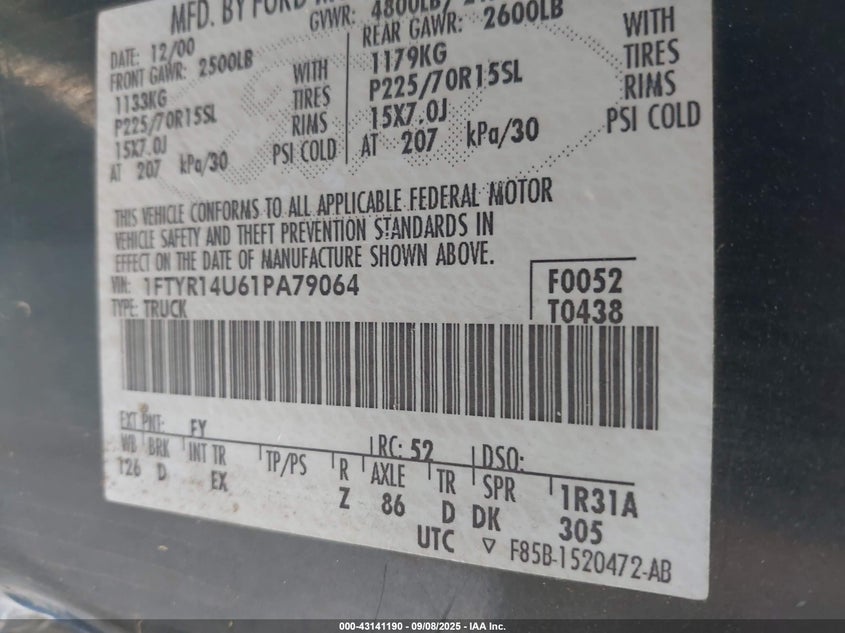 MFD. BY FORD
GVWR: 4800LB/
DATE: 12/00
FRONT GAWR: 2500LB
1133KG WITH
P225/70R15SL TIRES
15X7.0J RIMS
AT 207 kPa/30 PSI COLD
REAR GAWR: 2600LB
1179KG WITH
P225/70R15SL TIRES
15X7.0J RIMS
AT 207 kPa/30 PSI COLD
THIS VEHICLE CONFORMS TO ALL APPLICABLE FEDERAL MOTOR
VEHICLE SAFETY AND THEFT PREVENTION STANDARDS IN
EFFECT ON THE DATE OF MANUFACTURE SHOWN ABOVE.
VIN: 1FTYR14U61PA79064
TYPE: TRUCK
F0052
T0438
EXT PNT: FY RC: 52 DSO:
WB BRK INT TR TP/PS R AXLE TR SPR 1R31A
126 D EX Z 86 D DK 305
UTC ▽ F85B-1520472-AB
000-43141190 - 09/08/2025 - IAA Inc.